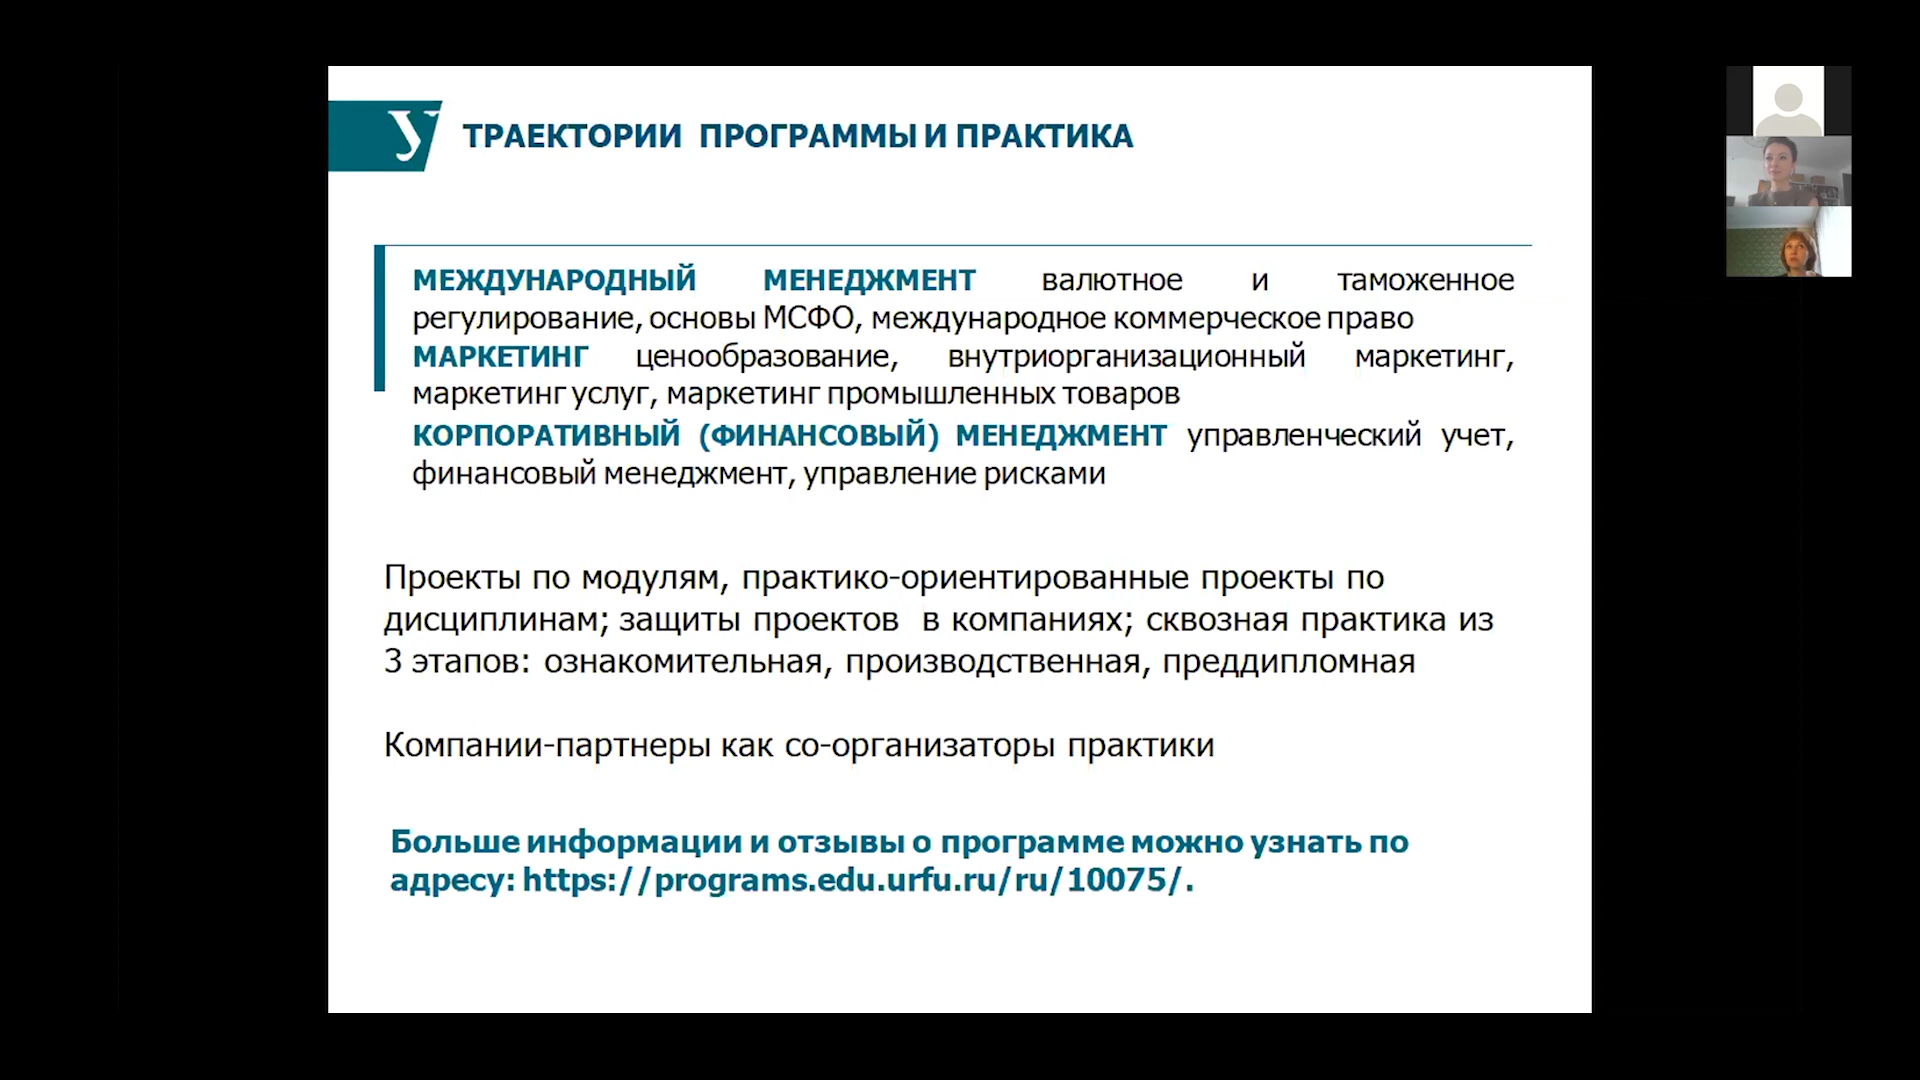 У
ТРАЕКТОРИИ ПРОГРАММЫ И ПРАКТИКА
МЕЖДУНАРОДНЫЙ МЕНЕДЖМЕНТ валютное и таможенное
регулирование, основы МСФО, международное коммерческое право
МАРКЕТИНГ ценообразование, внутриорганизационный маркетинг,
маркетинг услуг, маркетинг промышленных товаров
КОРПОРАТИВНЫЙ (ФИНАНСОВЫЙ) МЕНЕДЖМЕНТ управленческий учет,
финансовый менеджмент, управление рисками
Проекты по модулям, практико-ориентированные проекты по
дисциплинам; защиты проектов в компаниях; сквозная практика из
3 этапов: ознакомительная, производственная, преддипломная
Компании-партнеры как со-организаторы практики
Больше информации и отзывы о программе можно узнать по
адресу: https://programs.edu.urfu.ru/ru/10075/.